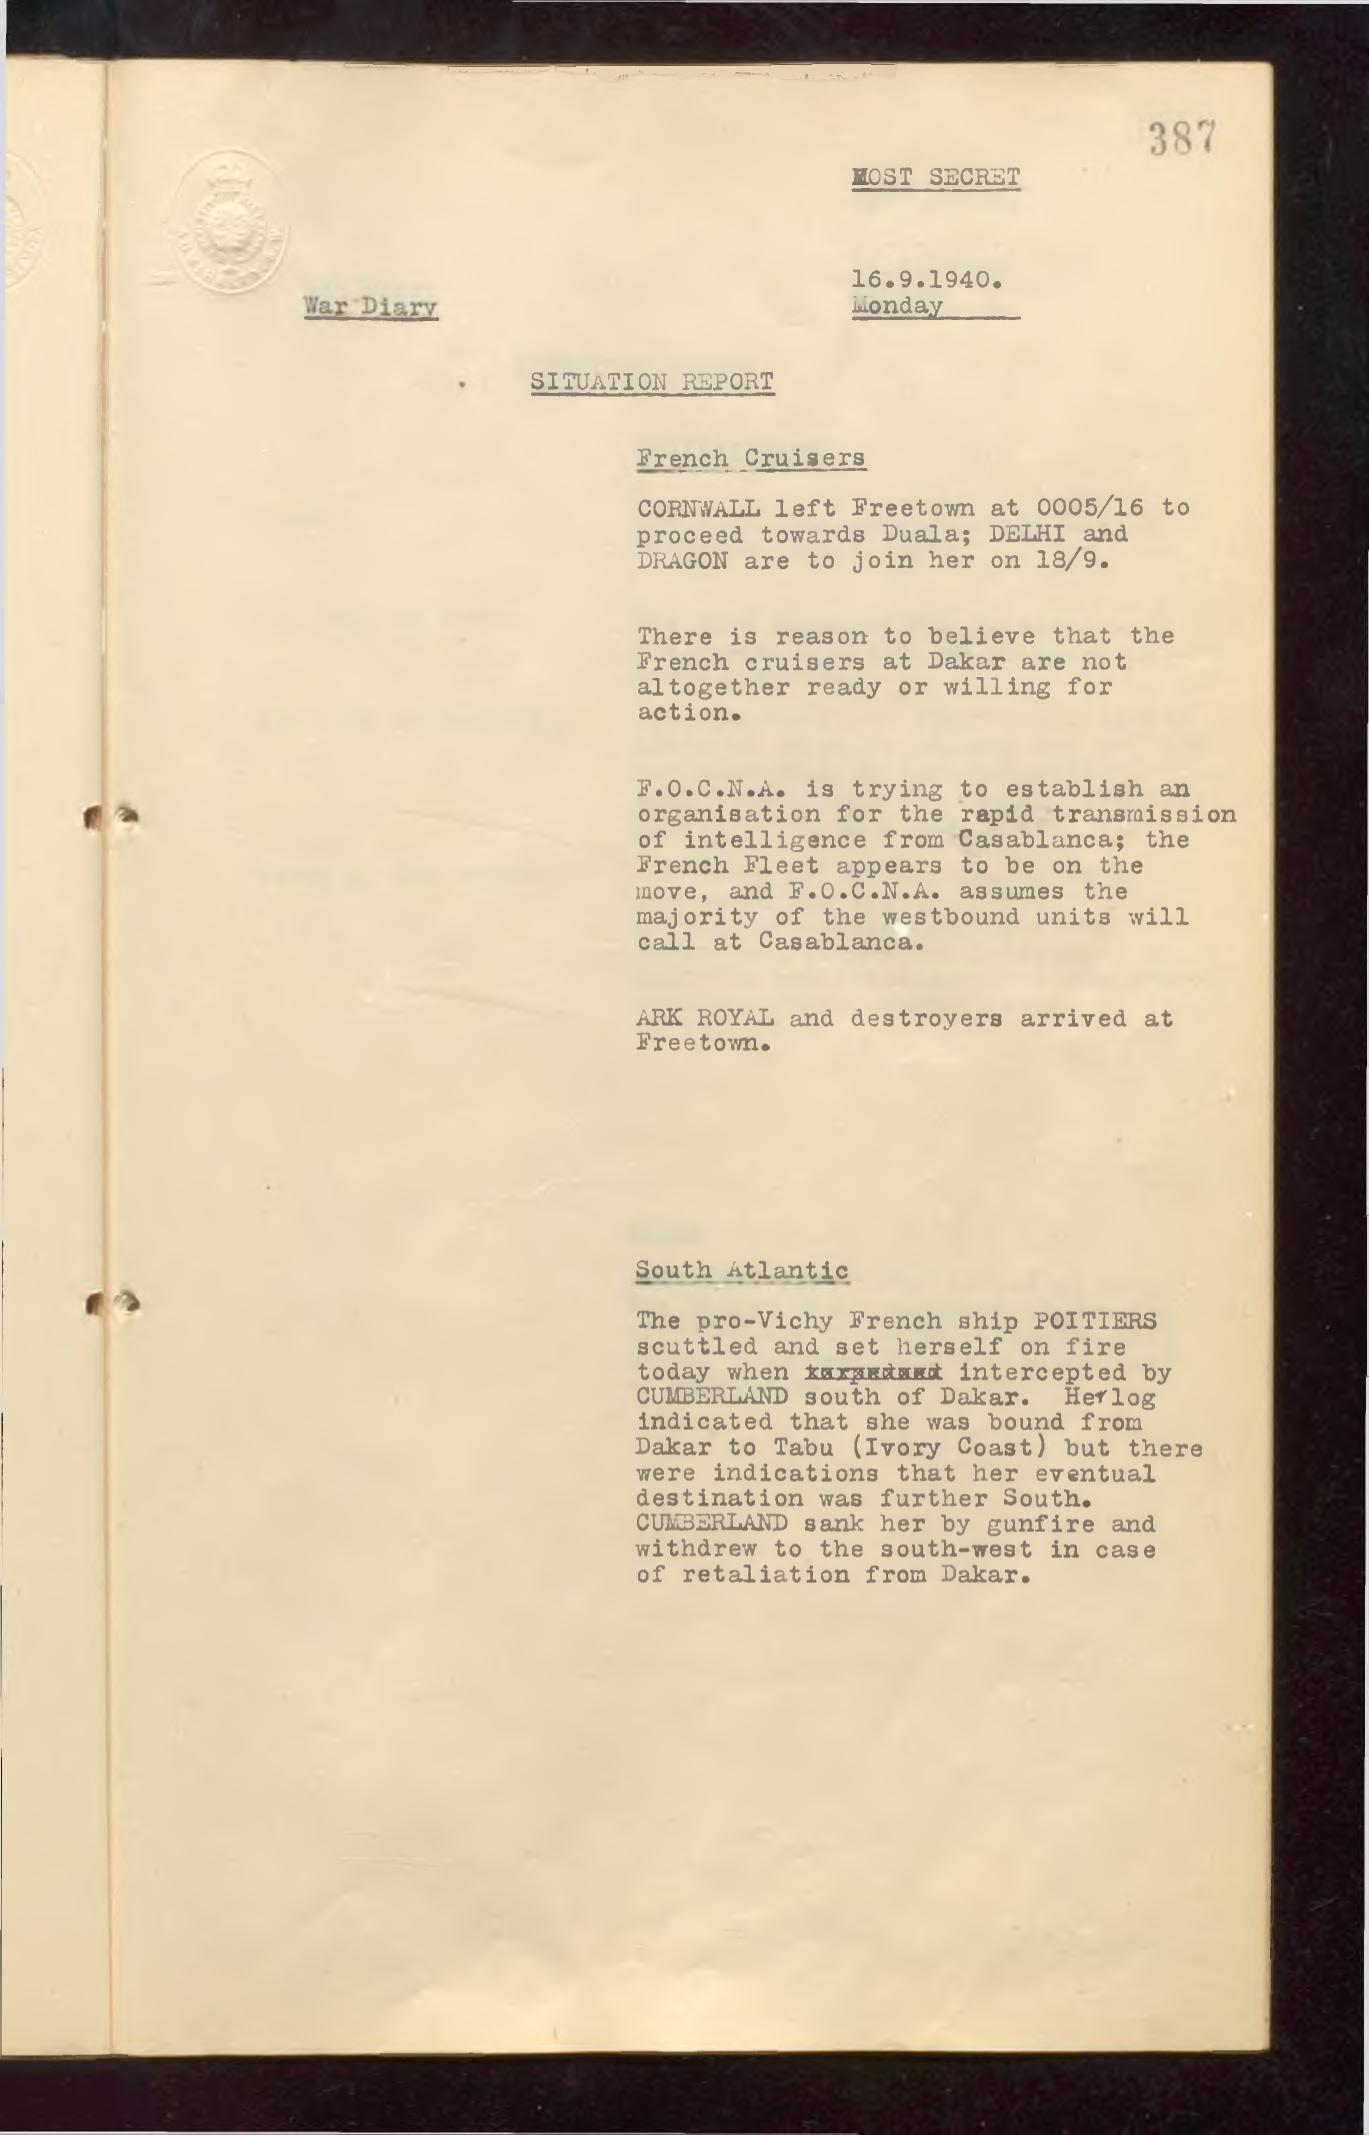 387
MOST SECRET
16.9.1940.
War Diary
Monday
SITUATION REPORT
French Cruisers
CORNWALL left Freetown at 0005/16 to
proceed towards Duala; DELHI and
DRAGON are to join her on 18/9.
There is reason to believe that the
French cruisers at Dakar are not
altogether ready or willing for
action.
F.O.C.N.A. is trying to establish an
organisation for the rapid transmission
of intelligence from Casablanca; the
French Fleet appears to be on the
move, and F.O.C.N.A. assumes the
majority of the westbound units will
call at Casablanca.
ARK ROYAL and destroyers arrived at
Freetown.
South Atlantic
The pro-Vichy French ship POITIERS
scuttled and set herself on fire
today when intercepted by
CUMBERLAND south of Dakar. Her log
indicated that she was bound from
Dakar to Tabu (Ivory Coast) but there
were indications that her eventual
destination was further South.
CUMBERLAND sank her by gunfire and
withdrew to the south-west in case
of retaliation from Dakar.